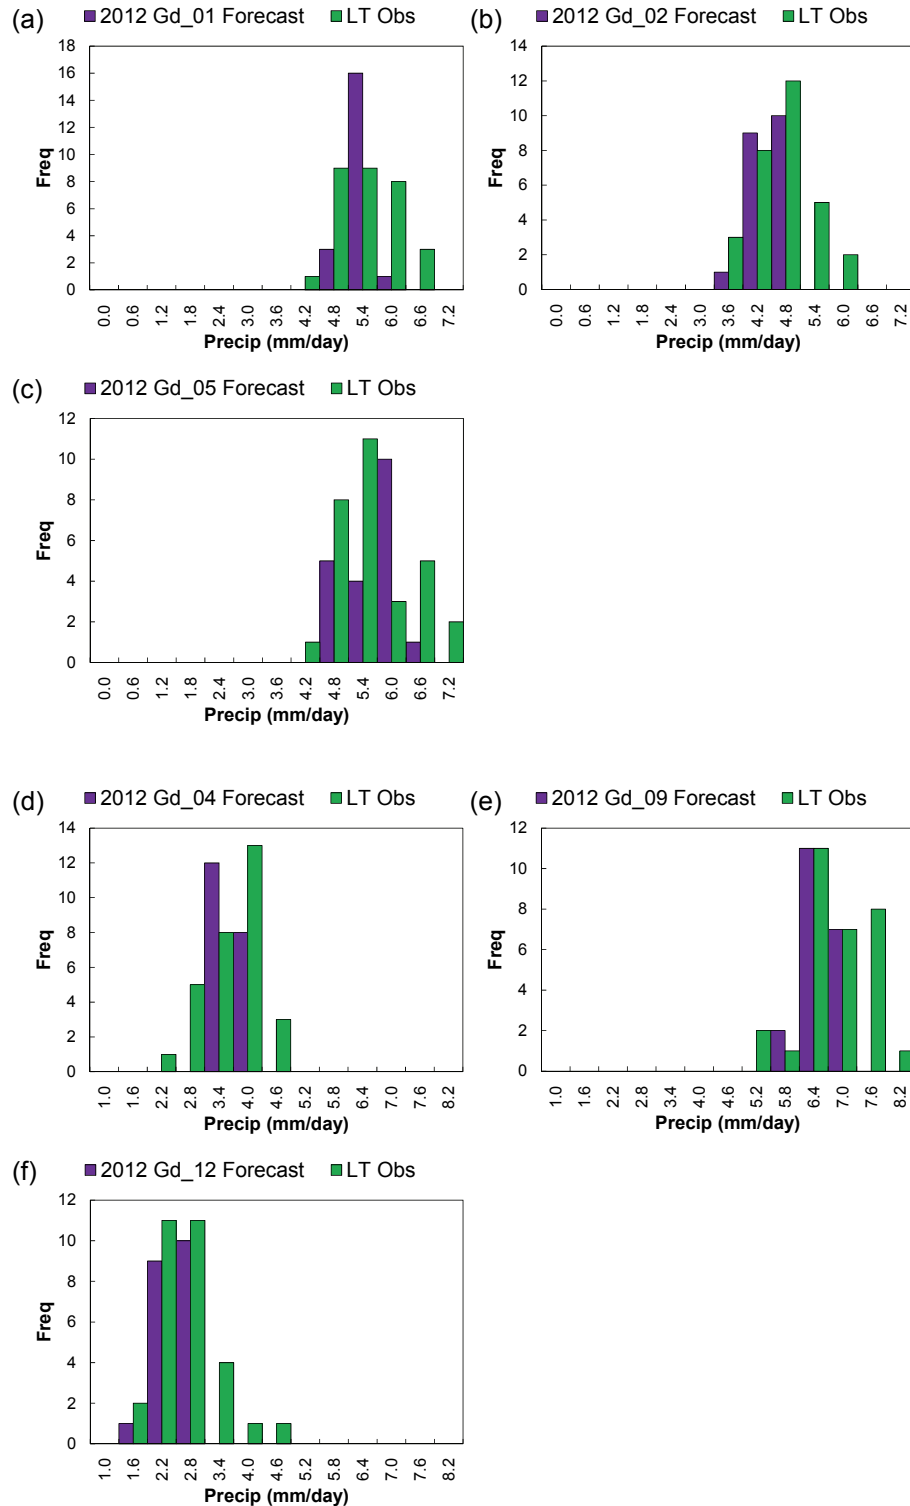 (a) 2012 Gd_01 Forecast LT Obs
18
16
14
12
10
8
6
4
2
0
Freq
0.0 0.6 1.2 1.8 2.4 3.0 3.6 4.2 4.8 5.4 6.0 6.6 7.2
Precip (mm/day)
(b) 2012 Gd_02 Forecast LT Obs
14
12
10
8
6
4
2
0
Freq
0.0 0.6 1.2 1.8 2.4 3.0 3.6 4.2 4.8 5.4 6.0 6.6 7.2
Precip (mm/day)
(c) 2012 Gd_05 Forecast LT Obs
12
10
8
6
4
2
0
Freq
0.0 0.6 1.2 1.8 2.4 3.0 3.6 4.2 4.8 5.4 6.0 6.6 7.2
Precip (mm/day)
(d) 2012 Gd_04 Forecast LT Obs
14
12
10
8
6
4
2
0
Freq
1.0 1.6 2.2 2.8 3.4 4.0 4.6 5.2 5.8 6.4 7.0 7.6 8.2
Precip (mm/day)
(e) 2012 Gd_09 Forecast LT Obs
12
10
8
6
4
2
0
Freq
1.0 1.6 2.2 2.8 3.4 4.0 4.6 5.2 5.8 6.4 7.0 7.6 8.2
Precip (mm/day)
(f) 2012 Gd_12 Forecast LT Obs
12
10
8
6
4
2
0
Freq
1.0 1.6 2.2 2.8 3.4 4.0 4.6 5.2 5.8 6.4 7.0 7.6 8.2
Precip (mm/day)